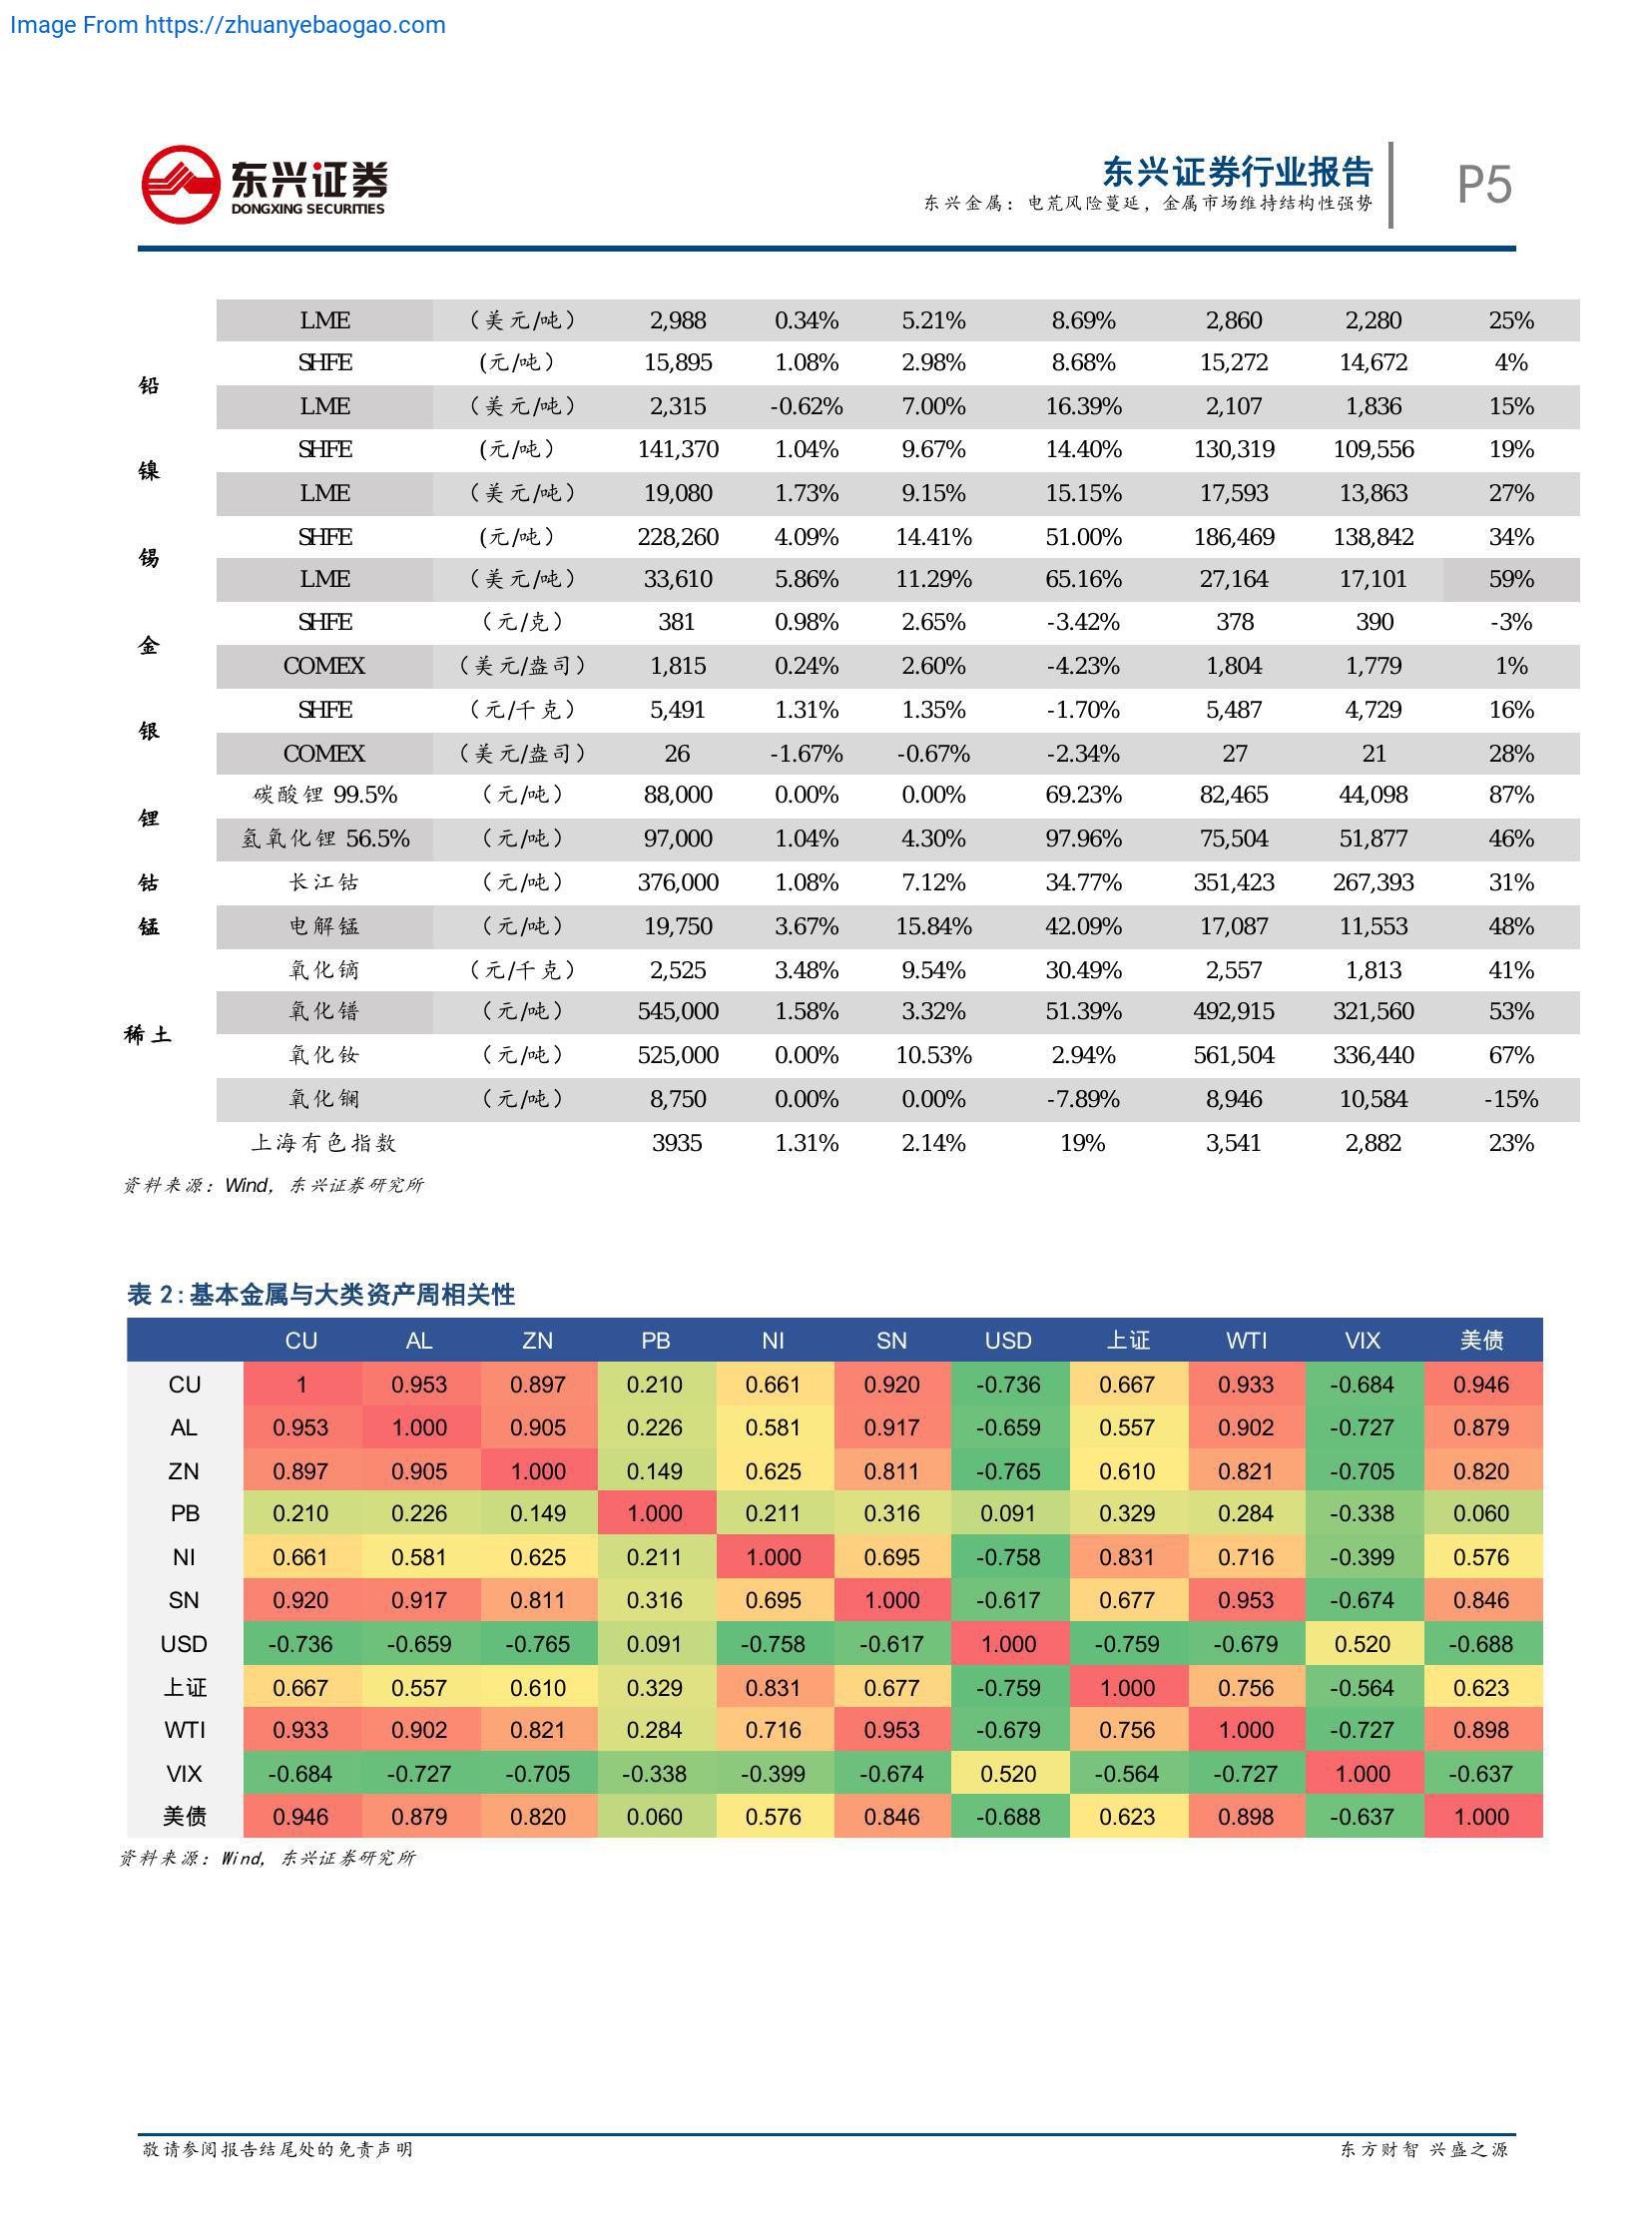 Image From https://zhuanyebaogao.com
东兴证券
DONGXING SECURITIES
东兴证券行业报告
东兴金属：电荒风险蔓延，金属市场维持结构性强势
P5
LME （美元/吨） 2,988 0.34% 5.21% 8.69% 2,860 2,280 25%
铅 SHFE (元/吨） 15,895 1.08% 2.98% 8.68% 15,272 14,672 4%
LME （美元/吨） 2,315 -0.62% 7.00% 16.39% 2,107 1,836 15%
镍 SHFE (元/吨） 141,370 1.04% 9.67% 14.40% 130,319 109,556 19%
LME （美元/吨） 19,080 1.73% 9.15% 15.15% 17,593 13,863 27%
锡 SHFE (元/吨） 228,260 4.09% 14.41% 51.00% 186,469 138,842 34%
LME （美元/吨） 33,610 5.86% 11.29% 65.16% 27,164 17,101 59%
金 SHFE （元/克） 381 0.98% 2.65% -3.42% 378 390 -3%
COMEX （美元/盎司） 1,815 0.24% 2.60% -4.23% 1,804 1,779 1%
银 SHFE （元/千克） 5,491 1.31% 1.35% -1.70% 5,487 4,729 16%
COMEX （美元/盎司） 26 -1.67% -0.67% -2.34% 27 21 28%
锂 碳酸锂 99.5% （元/吨） 88,000 0.00% 0.00% 69.23% 82,465 44,098 87%
氢氧化锂 56.5% （元/吨） 97,000 1.04% 4.30% 97.96% 75,504 51,877 46%
钴 长江钴 （元/吨） 376,000 1.08% 7.12% 34.77% 351,423 267,393 31%
锰 电解锰 （元/吨） 19,750 3.67% 15.84% 42.09% 17,087 11,553 48%
稀土 氧化镝 （元/千克） 2,525 3.48% 9.54% 30.49% 2,557 1,813 41%
氧化镨 （元/吨） 545,000 1.58% 3.32% 51.39% 492,915 321,560 53%
氧化钕 （元/吨） 525,000 0.00% 10.53% 2.94% 561,504 336,440 67%
氧化镧 （元/吨） 8,750 0.00% 0.00% -7.89% 8,946 10,584 -15%
上海有色指数 3935 1.31% 2.14% 19% 3,541 2,882 23%
资料来源：Wind，东兴证券研究所
表 2:基本金属与大类资产周相关性
CU AL ZN PB NI SN USD 上证 WTI VIX 美债
CU 1 0.953 0.897 0.210 0.661 0.920 -0.736 0.667 0.933 -0.684 0.946
AL 0.953 1.000 0.905 0.226 0.581 0.917 -0.659 0.557 0.902 -0.727 0.879
ZN 0.897 0.905 1.000 0.149 0.625 0.811 -0.765 0.610 0.821 -0.705 0.820
PB 0.210 0.226 0.149 1.000 0.211 0.316 0.091 0.329 0.284 -0.338 0.060
NI 0.661 0.581 0.625 0.211 1.000 0.695 -0.758 0.831 0.716 -0.399 0.576
SN 0.920 0.917 0.811 0.316 0.695 1.000 -0.617 0.677 0.953 -0.674 0.846
USD -0.736 -0.659 -0.765 0.091 -0.758 -0.617 1.000 -0.759 -0.679 0.520 -0.688
上证 0.667 0.557 0.610 0.329 0.831 0.677 -0.759 1.000 0.756 -0.564 0.623
WTI 0.933 0.902 0.821 0.284 0.716 0.953 -0.679 0.756 1.000 -0.727 0.898
VIX -0.684 -0.727 -0.705 -0.338 -0.399 -0.674 0.520 -0.564 -0.727 1.000 -0.637
美债 0.946 0.879 0.820 0.060 0.576 0.846 -0.688 0.623 0.898 -0.637 1.000
资料来源：Wind，东兴证券研究所
敬请参阅报告结尾处的免责声明
东方财智 兴盛之源